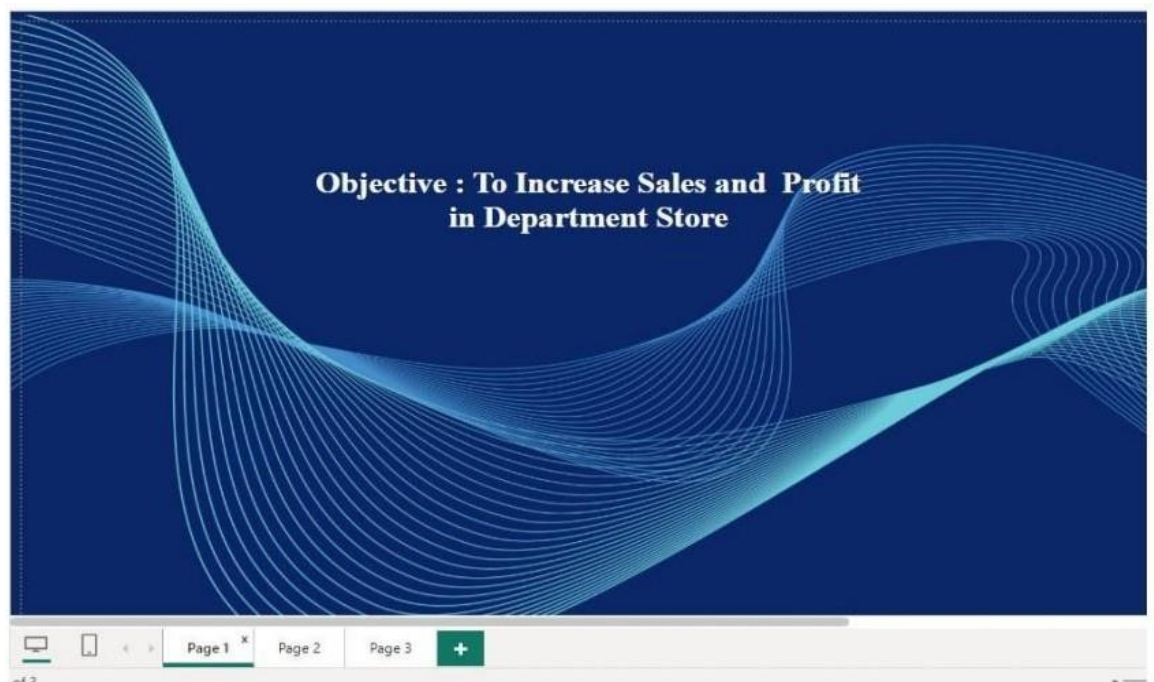 Objective : To Increase Sales and Profit
in Department Store
Page 1 x Page 2 Page 3 +